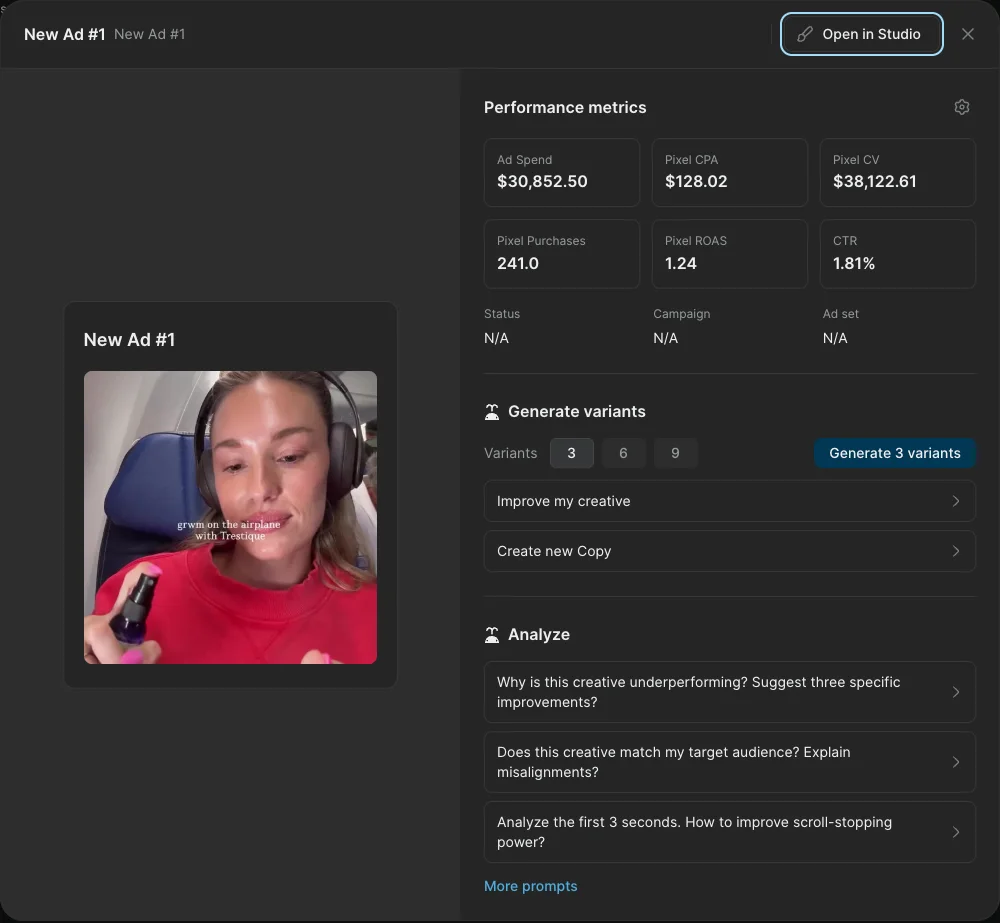 New Ad #1 New Ad #1
Open in Studio
Performance metrics
Ad Spend
$30,852.50
Pixel CPA
$128.02
Pixel CV
$38,122.61
Pixel Purchases
241.0
Pixel ROAS
1.24
CTR
1.81%
Status
N/A
Campaign
N/A
Ad set
N/A
New Ad #1
grwm on the airplane
with Trestique
Generate variants
Variants 3 6 9 Generate 3 variants
Improve my creative
Create new Copy
Analyze
Why is this creative underperforming? Suggest three specific
improvements?
Does this creative match my target audience? Explain
misalignments?
Analyze the first 3 seconds. How to improve scroll-stopping
power?
More prompts